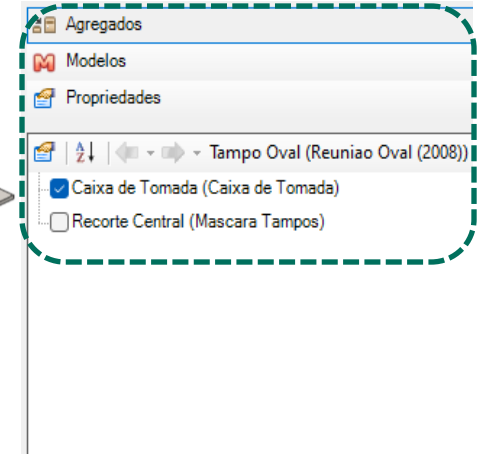 Agregados
Modelos
Propriedades
Tampo Oval (Reuniao Oval (2008))
Caixa de Tomada (Caixa de Tomada)
Recorte Central (Mascara Tampos)